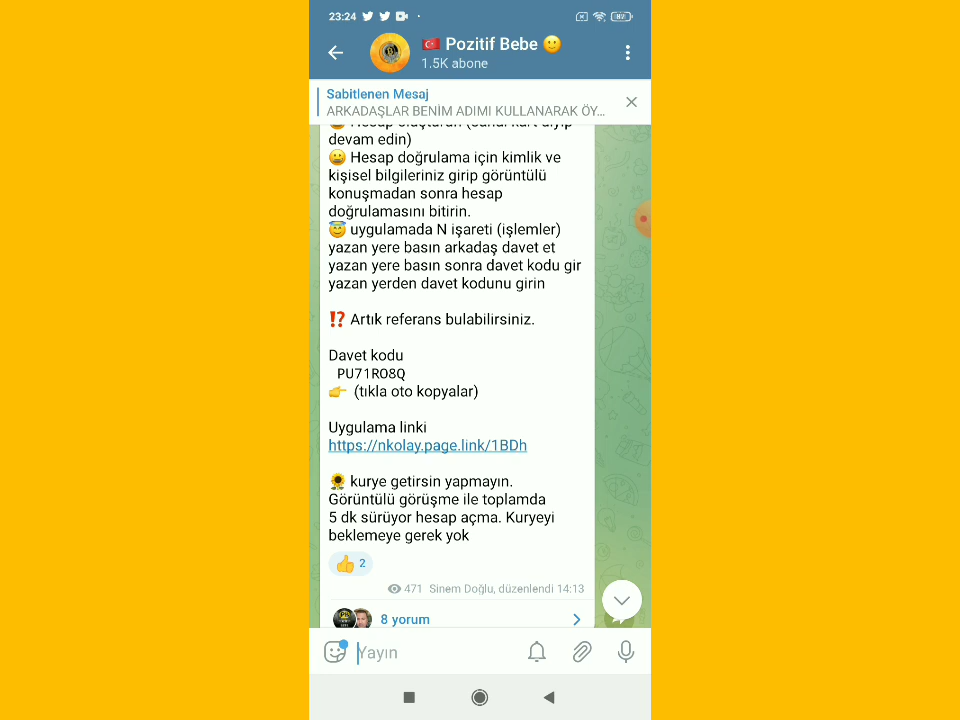 23:24
Pozitif Bebe
1.5K abone
Sabitlenen Mesaj
ARKADAŞLAR BENİM ADIMI KULLANARAK ÖY...
devam edin)
Hesap doğrulama için kimlik ve
kişisel bilgileriniz girip görüntülü
konuşmadan sonra hesap
doğrulamasını bitirin.
uygulamada N işareti (işlemler)
yazan yere basın arkadaş davet et
yazan yere basın sonra davet kodu gir
yazan yerden davet kodunu girin
⁉️ Artık referans bulabilirsiniz.
Davet kodu
PU71RO8Q
👉 (tıkla oto kopyalar)
Uygulama linki
https://nkolay.page.link/1BDh
🌻 kurye getirsin yapmayın.
Görüntülü görüşme ile toplamda
5 dk sürüyor hesap açma. Kuryeyi
beklemeye gerek yok
👍 2
471 Sinem Doğlu, düzenlendi 14:13
8 yorum
Yayın